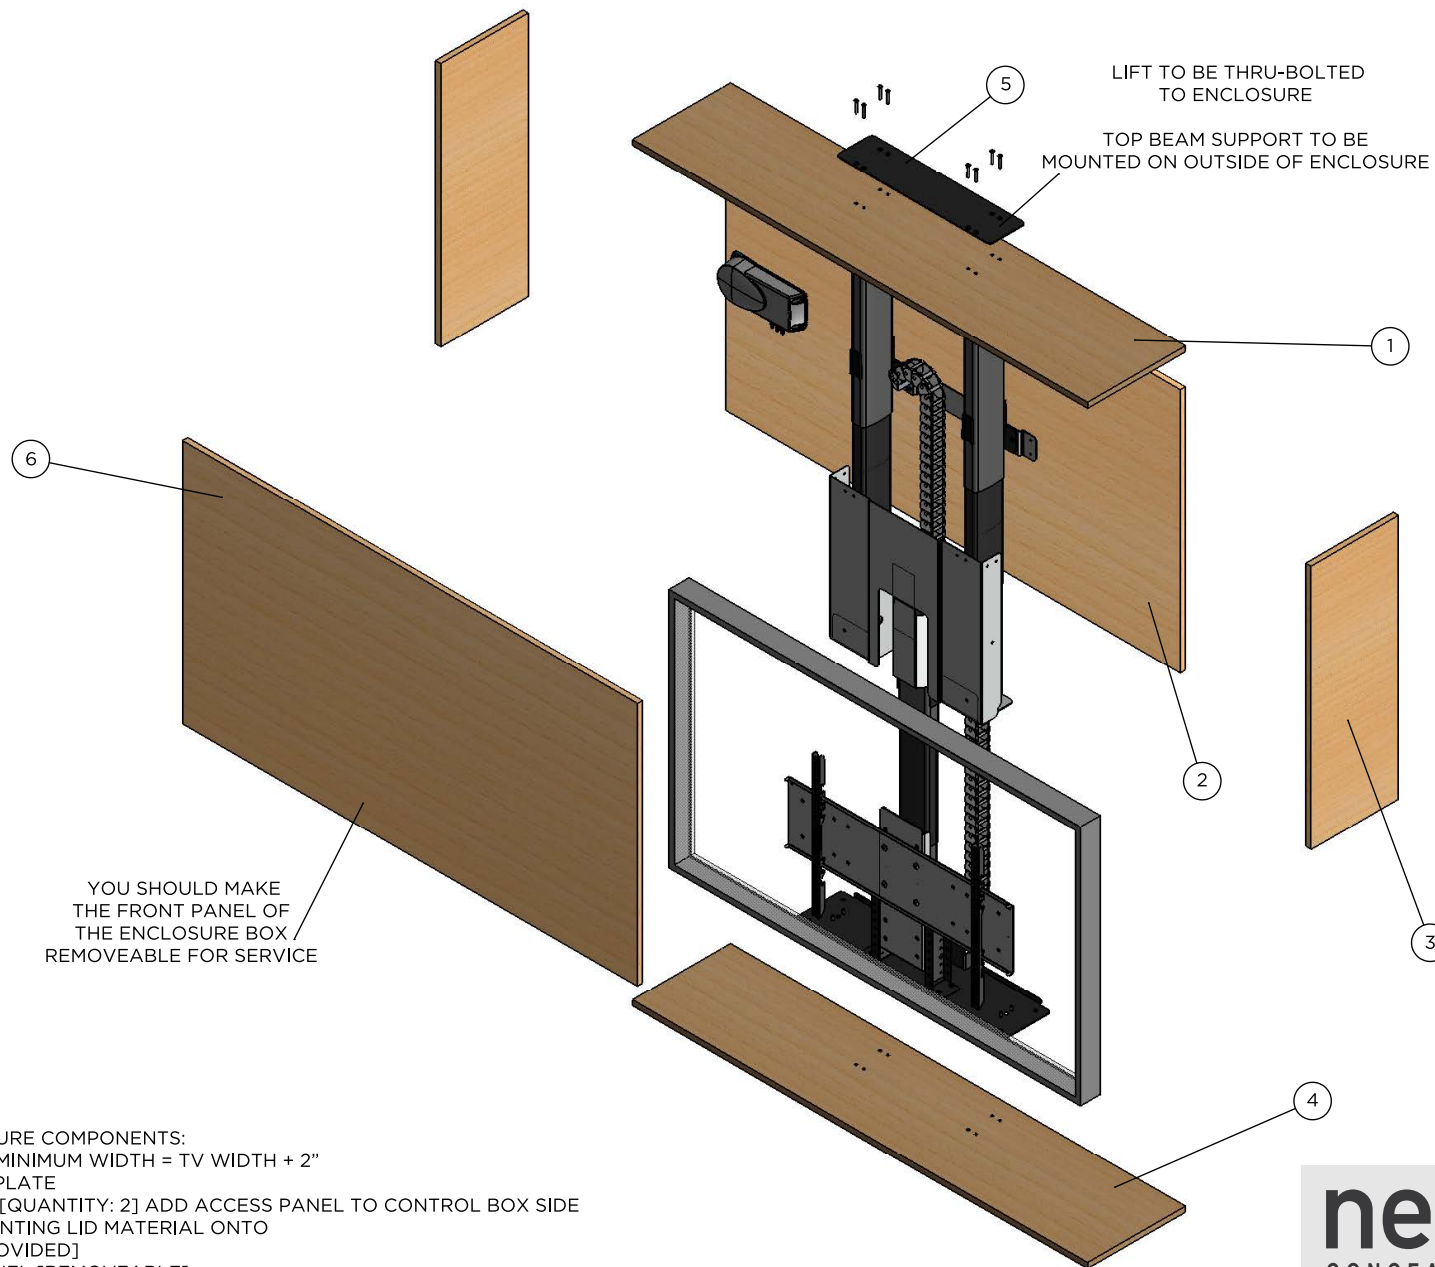 5
LIFT TO BE THRU-BOLTED
TO ENCLOSURE
TOP BEAM SUPPORT TO BE
MOUNTED ON OUTSIDE OF ENCLOSURE
1
6
2
3
YOU SHOULD MAKE
THE FRONT PANEL OF
THE ENCLOSURE BOX
REMOVEABLE FOR SERVICE
4
URE COMPONENTS:
MINIMUM WIDTH = TV WIDTH + 2”
PLATE
[QUANTITY: 2] ADD ACCESS PANEL TO CONTROL BOX SIDE
NTING LID MATERIAL ONTO
OVIDED]
ne